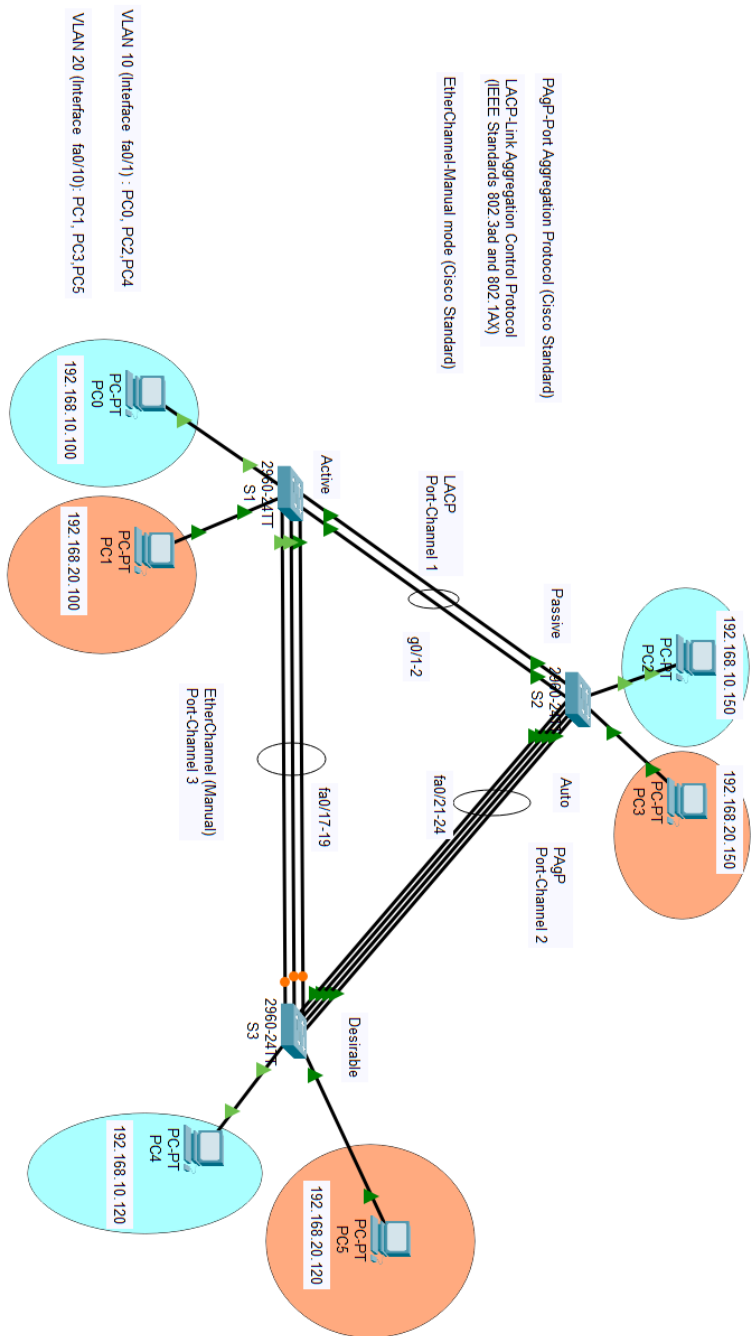 PAgP-Port Aggregation Protocol (Cisco Standard)
LACP-Link Aggregation Control Protocol
(IEEE Standards 802.3ad and 802.1AX)
EtherChannel-Manual mode (Cisco Standard)
VLAN 10 (Interface fa0/1) : PC0, PC2,PC4
VLAN 20 (Interface fa0/10): PC1, PC3,PC5
192.168.10.150
PC-PT
PC2
192.168.20.150
PC-PT
PC3
Passive
2960-24
S2
Auto
LACP
Port-Channel 1
g0/1-2
fa0/21-24
PAgP
Port-Channel 2
Active
2960-24TT
S1
PC-PT
PC0
192.168.10.100
PC-PT
PC1
192.168.20.100
fa0/17-19
EtherChannel (Manual)
Port-Channel 3
Desirable
2960-24TT
S3
PC-PT
PC4
192.168.10.120
PC-PT
PC5
192.168.20.120